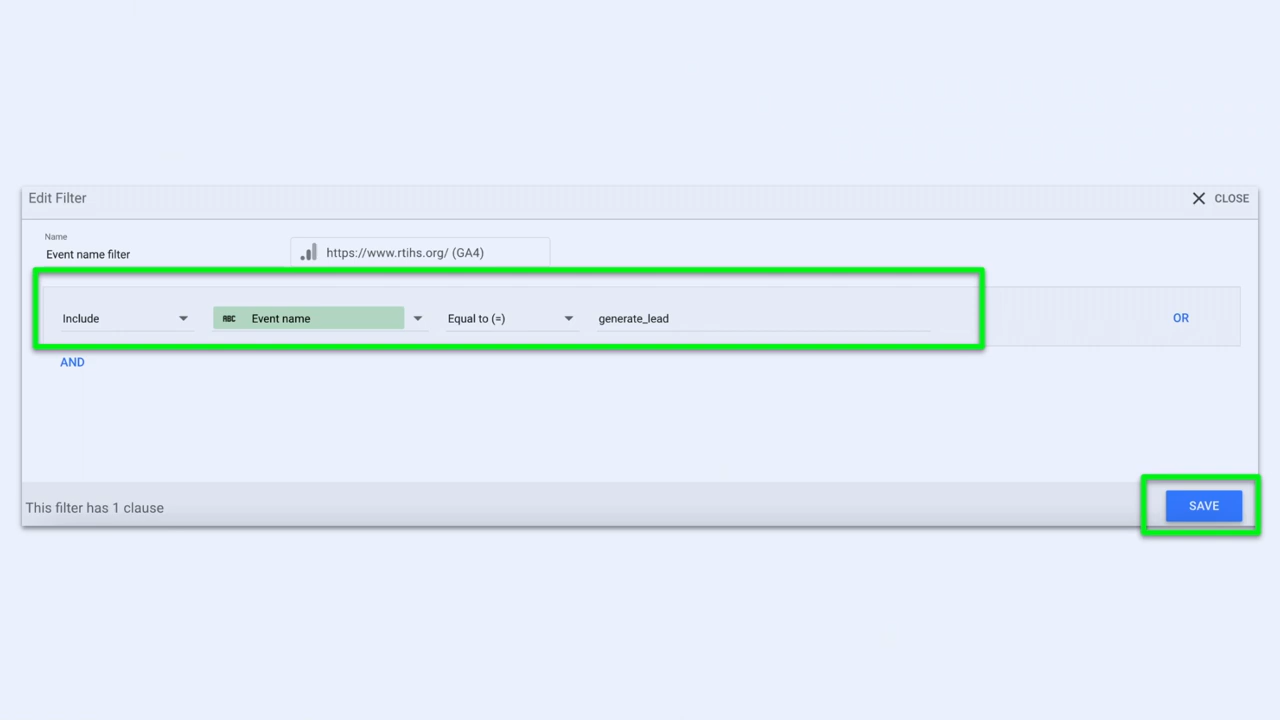 Edit Filter
CLOSE
Name
Event name filter
https://www.rtihs.org/ (GA4)
Include
ABC Event name
Equal to (=)
generate_lead
OR
AND
This filter has 1 clause
SAVE